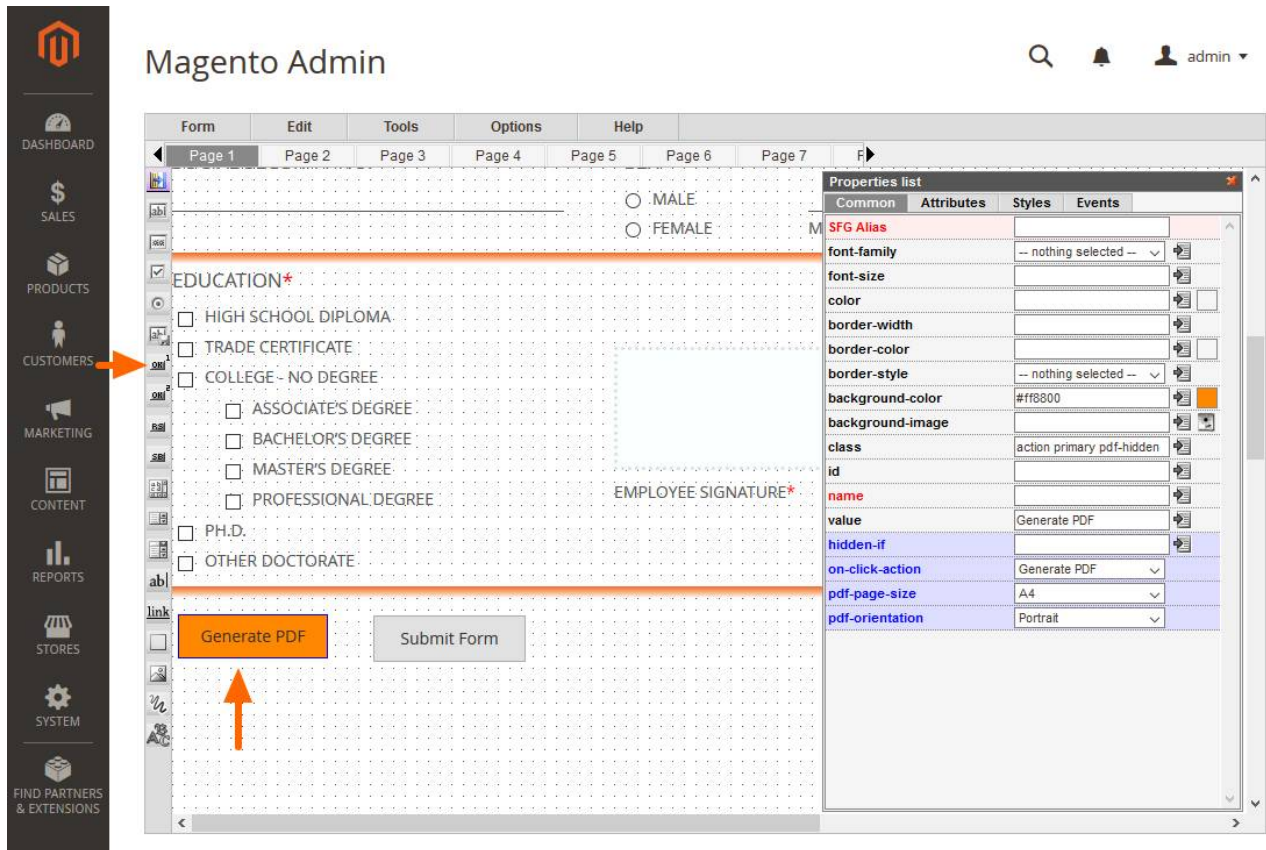 Magento Admin
admin
DASHBOARD
SALES
PRODUCTS
CUSTOMERS
MARKETING
CONTENT
REPORTS
STORES
SYSTEM
FIND PARTNERS
& EXTENSIONS
Form Edit Tools Options Help
Page 1 Page 2 Page 3 Page 4 Page 5 Page 6 Page 7
abl
link
MALE
FEMALE
EDUCATION*
HIGH SCHOOL DIPLOMA
TRADE CERTIFICATE
COLLEGE - NO DEGREE
ASSOCIATE'S DEGREE
BACHELOR'S DEGREE
MASTER'S DEGREE
PROFESSIONAL DEGREE
PH.D.
OTHER DOCTORATE
EMPLOYEE SIGNATURE*
Generate PDF
Submit Form
Properties list
Common Attributes Styles Events
SFG Alias
font-family -- nothing selected --
font-size
color
border-width
border-color
border-style -- nothing selected --
background-color #ff8800
background-image
class action primary pdf-hidden
id
name
value Generate PDF
hidden-if
on-click-action Generate PDF
pdf-page-size A4
pdf-orientation Portrait